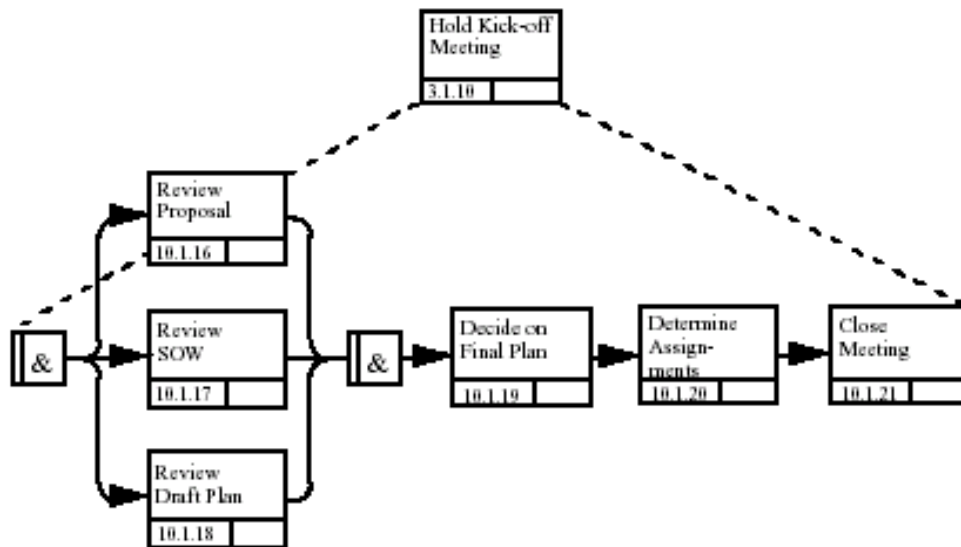 Hold Kick-off
Meeting
3.1.10
Review
Proposal
10.1.16
&
Review
SOW
10.1.17
&
Decide on
Final Plan
10.1.19
Determine
Assign-
ments
10.1.20
Close
Meeting
10.1.21
Review
Draft Plan
10.1.18